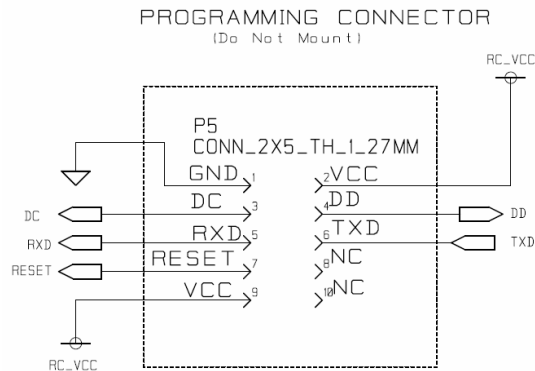 PROGRAMMING CONNECTOR
(Do Not Mount)
RC_VCC
P5
CONN_2X5_TH_1_27MM
GND 1 2 VCC
DC DC 3 4 DD DD
RXD RXD 5 6 TXD TXD
RESET RESET 7 8 NC
VCC 9 10 NC
RC_VCC